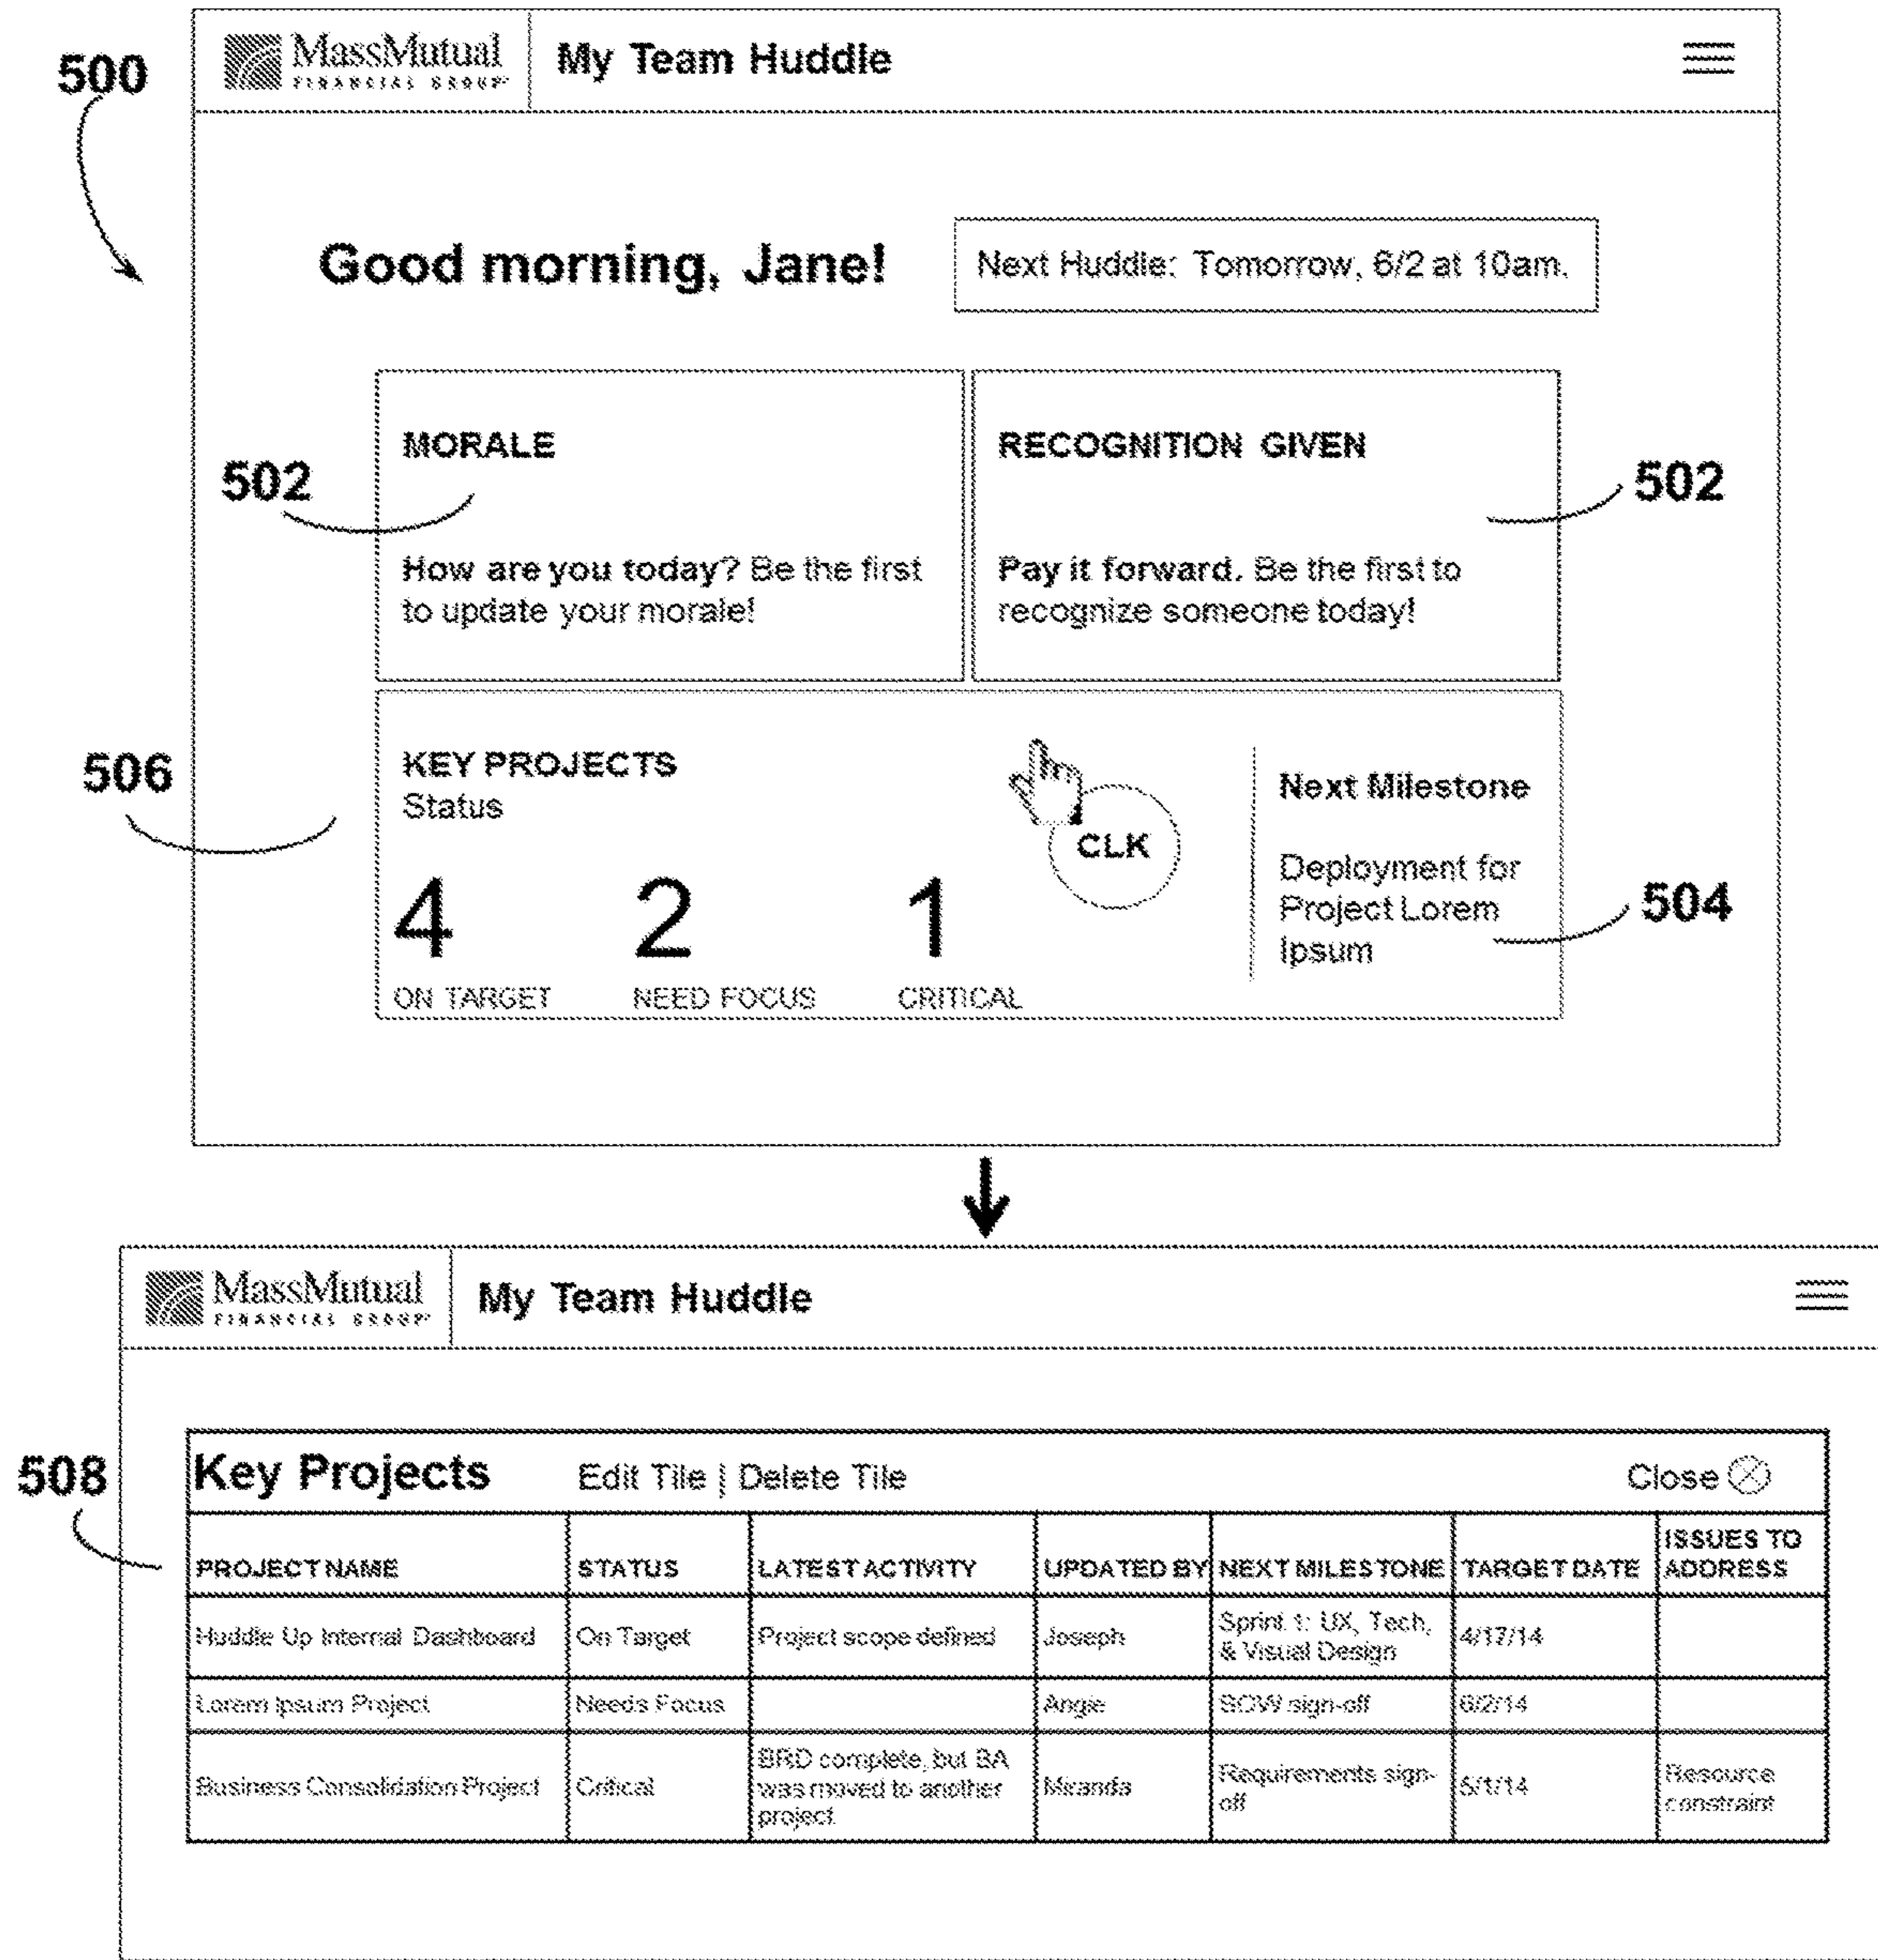 500
MassMutual
FINANCIAL GROUP
My Team Huddle
Good morning, Jane!
Next Huddle: Tomorrow, 6/2 at 10am.
MORALE
RECOGNITION GIVEN
502
502
How are you today? Be the first
to update your morale!
Pay it forward. Be the first to
recognize someone today!
506
KEY PROJECTS
Status
CLK
Next Milestone
Deployment for
Project Lorem
Ipsum
504
4
2
1
ON TARGET
NEED FOCUS
CRITICAL
MassMutual
FINANCIAL GROUP
My Team Huddle
508
Key Projects
Edit Tile | Delete Tile
Close
PROJECT NAME
STATUS
LATEST ACTIVITY
UPDATED BY
NEXT MILESTONE
TARGET DATE
ISSUES TO
ADDRESS
Huddle Up Internal Dashboard
On Target
Project scope defined
Joseph
Sprint 1: UX, Tech,
& Visual Design
4/17/14
Lorem Ipsum Project
Needs Focus
Angie
SOW sign-off
6/2/14
Business Consolidation Project
Critical
BRD complete, but BA
was moved to another
project
Miranda
Requirements sign-
off
5/1/14
Resource
constraint